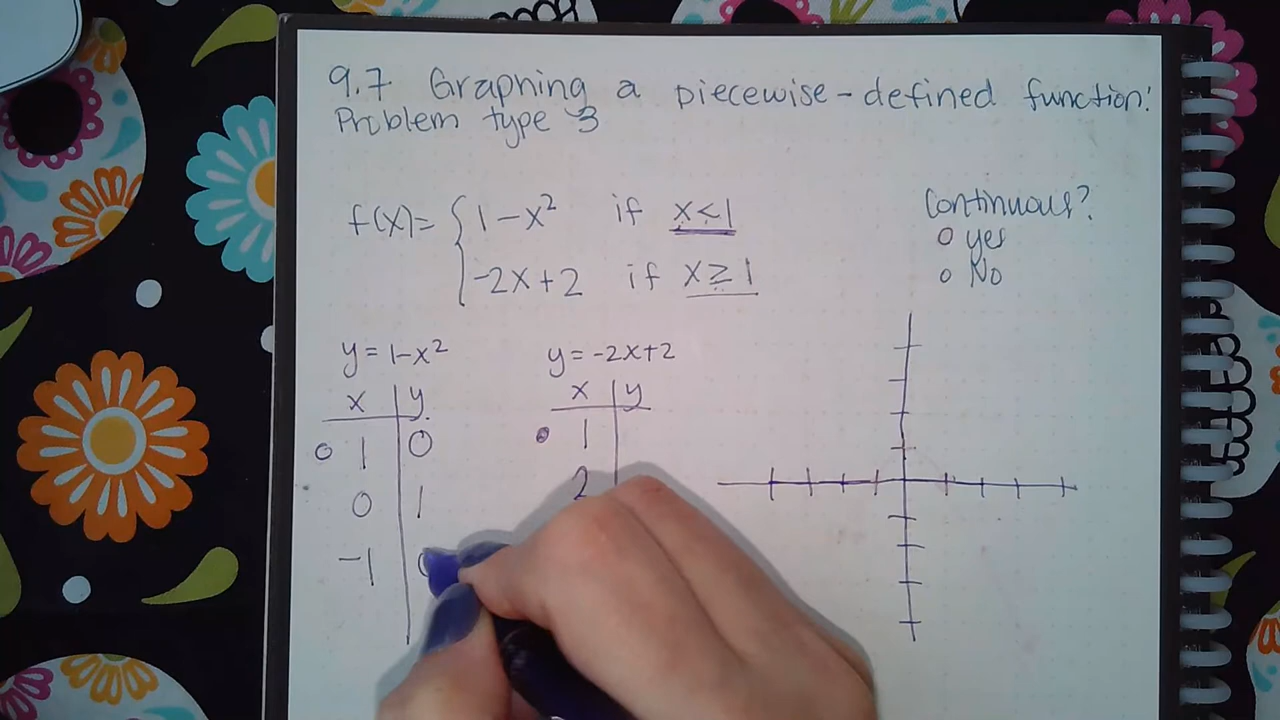 9.7 Graphing a piecewise-defined function:
Problem type 3
f(x)= { 1-x² if x<1
-2x+2 if x≥1
Continuous?
o yes
o No
y=1-x²
x | y
o 1 | 0
0 | 1
-1 | 0
y=-2x+2
x | y
1
2